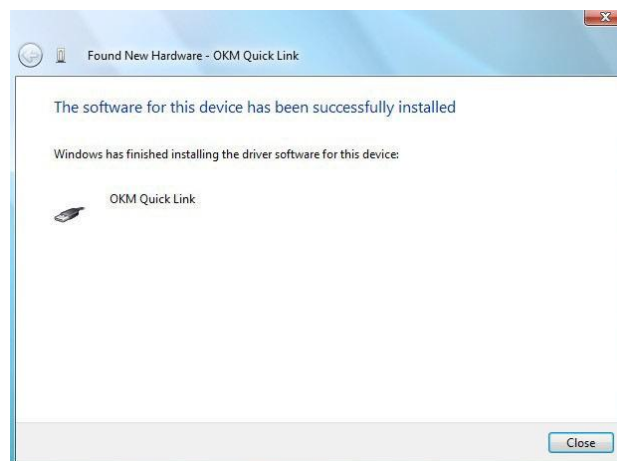 Found New Hardware - OKM Quick Link
The software for this device has been successfully installed
Windows has finished installing the driver software for this device:
OKM Quick Link
Close